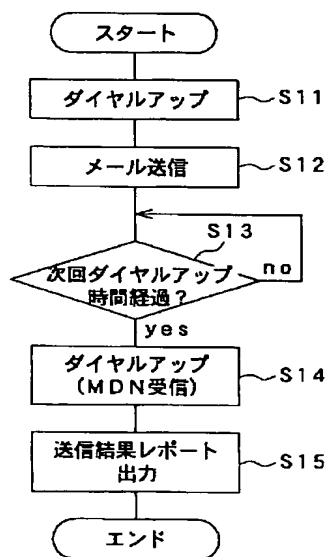 スタート
ダイヤルアップ
S11
メール送信
S12
S13
次回ダイヤルアップ
時間経過?
no
yes
ダイヤルアップ
(MDN受信)
S14
送信結果レポート
出力
S15
エンド